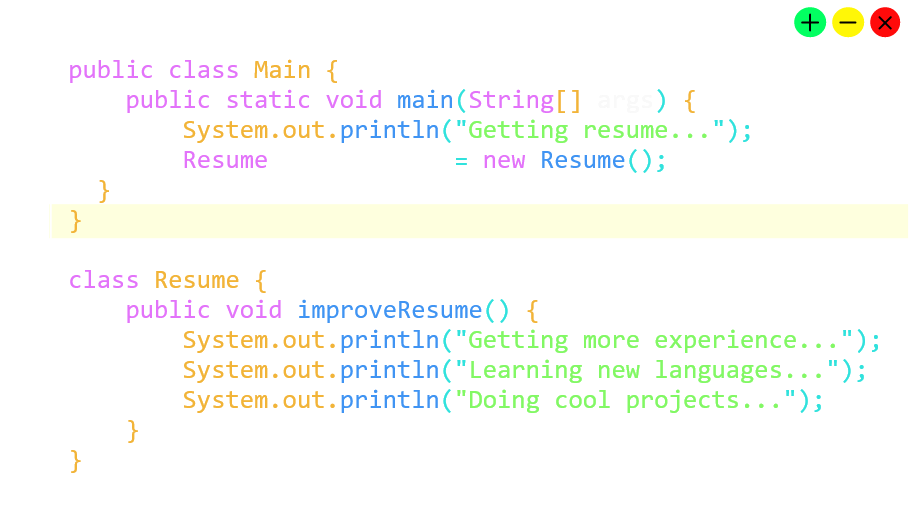 public class Main {
    public static void main(String[] args) {
        System.out.println("Getting resume...");
        Resume             = new Resume();
  }
}

class Resume {
    public void improveResume() {
        System.out.println("Getting more experience...");
        System.out.println("Learning new languages...");
        System.out.println("Doing cool projects...");
    }
}